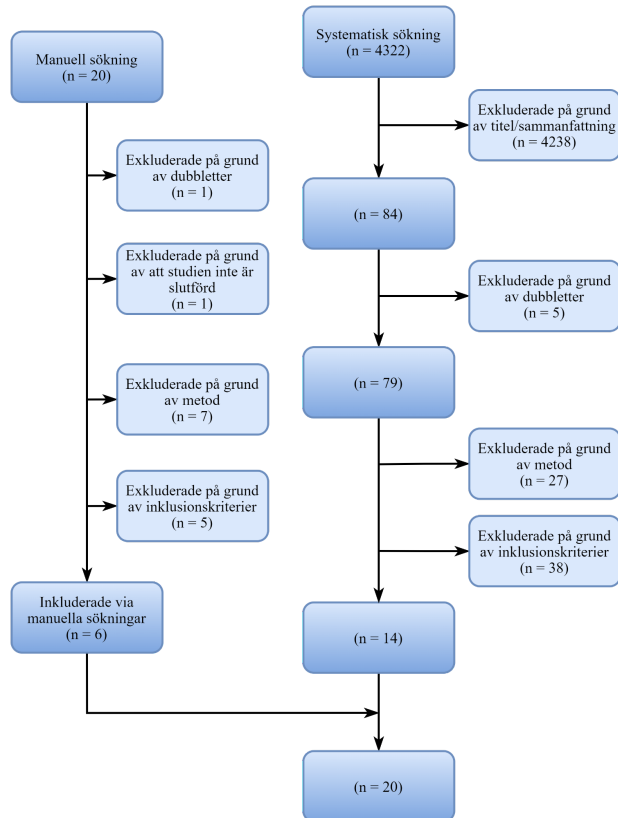 Manuell sökning
(n = 20)
Exkluderade på grund
av dubbletter
(n = 1)
Exkluderade på grund
av att studien inte är
slutförd
(n = 1)
Exkluderade på grund
av metod
(n = 7)
Exkluderade på grund
av inklusionskriterier
(n = 5)
Inkluderade via
manuella sökningar
(n = 6)
Systematisk sökning
(n = 4322)
Exkluderade på grund
av titel/sammanfattning
(n = 4238)
(n = 84)
Exkluderade på grund
av dubbletter
(n = 5)
(n = 79)
Exkluderade på grund
av metod
(n = 27)
Exkluderade på grund
av inklusionskriterier
(n = 38)
(n = 14)
(n = 20)